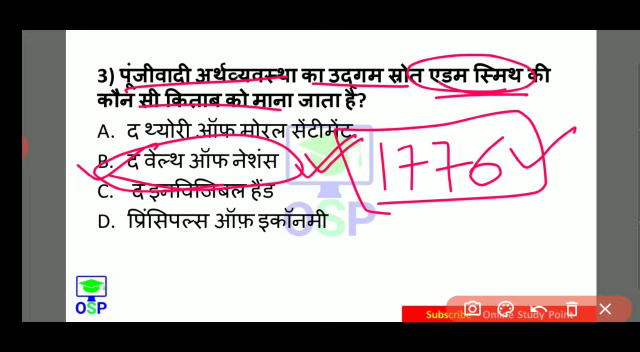 3) पूंजीवादी अर्थव्यवस्था का उदगम स्रोत एडम स्मिथ की
कौन सी किताब को माना जाता है?
A. द थ्योरी ऑफ मोरल सेंटीमेंट
B. द वेल्थ ऑफ नेशंस
1776
C. द इनविजिबल हैंड
D. प्रिंसिपल्स ऑफ़ इकॉनमी
OSP
OSP
Subscribe - Online Study Point